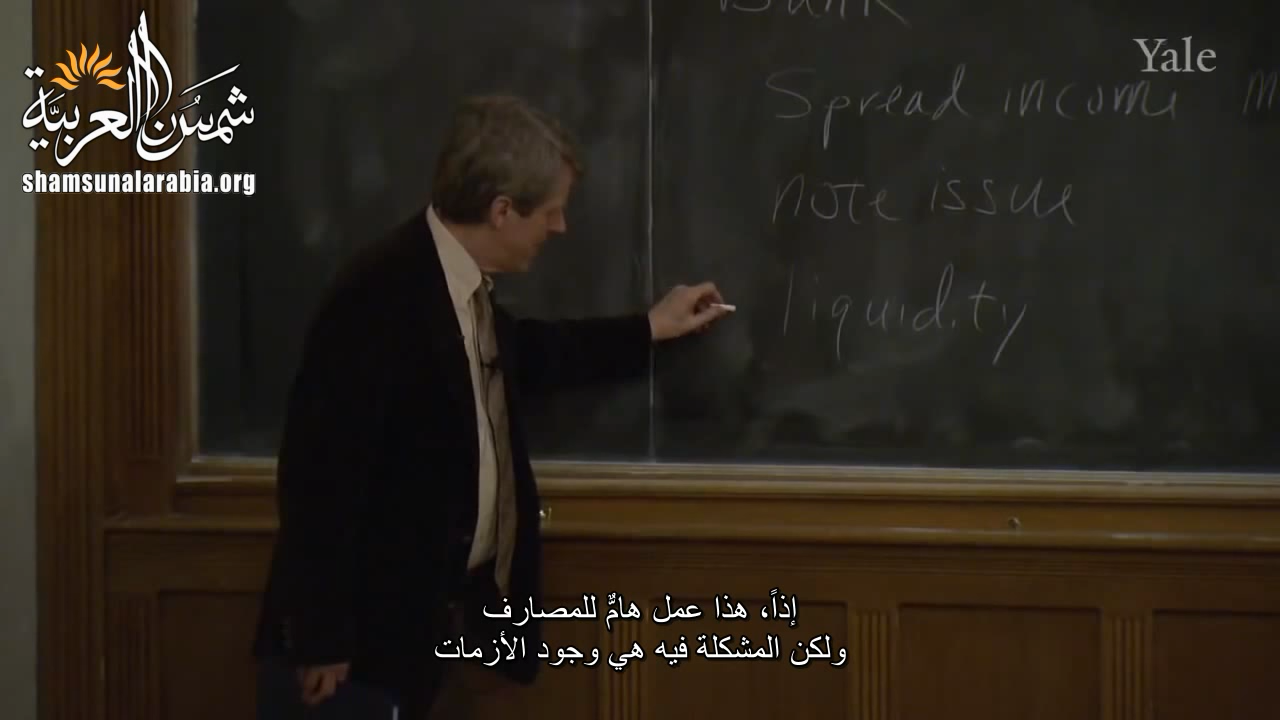 شمس العربية
shamsunalarabia.org
Yale
Bank
Spread income M
note issue
liquidity
إذاً، هذا عمل هامٌّ للمصارف
ولكن المشكلة فيه هي وجود الأزمات